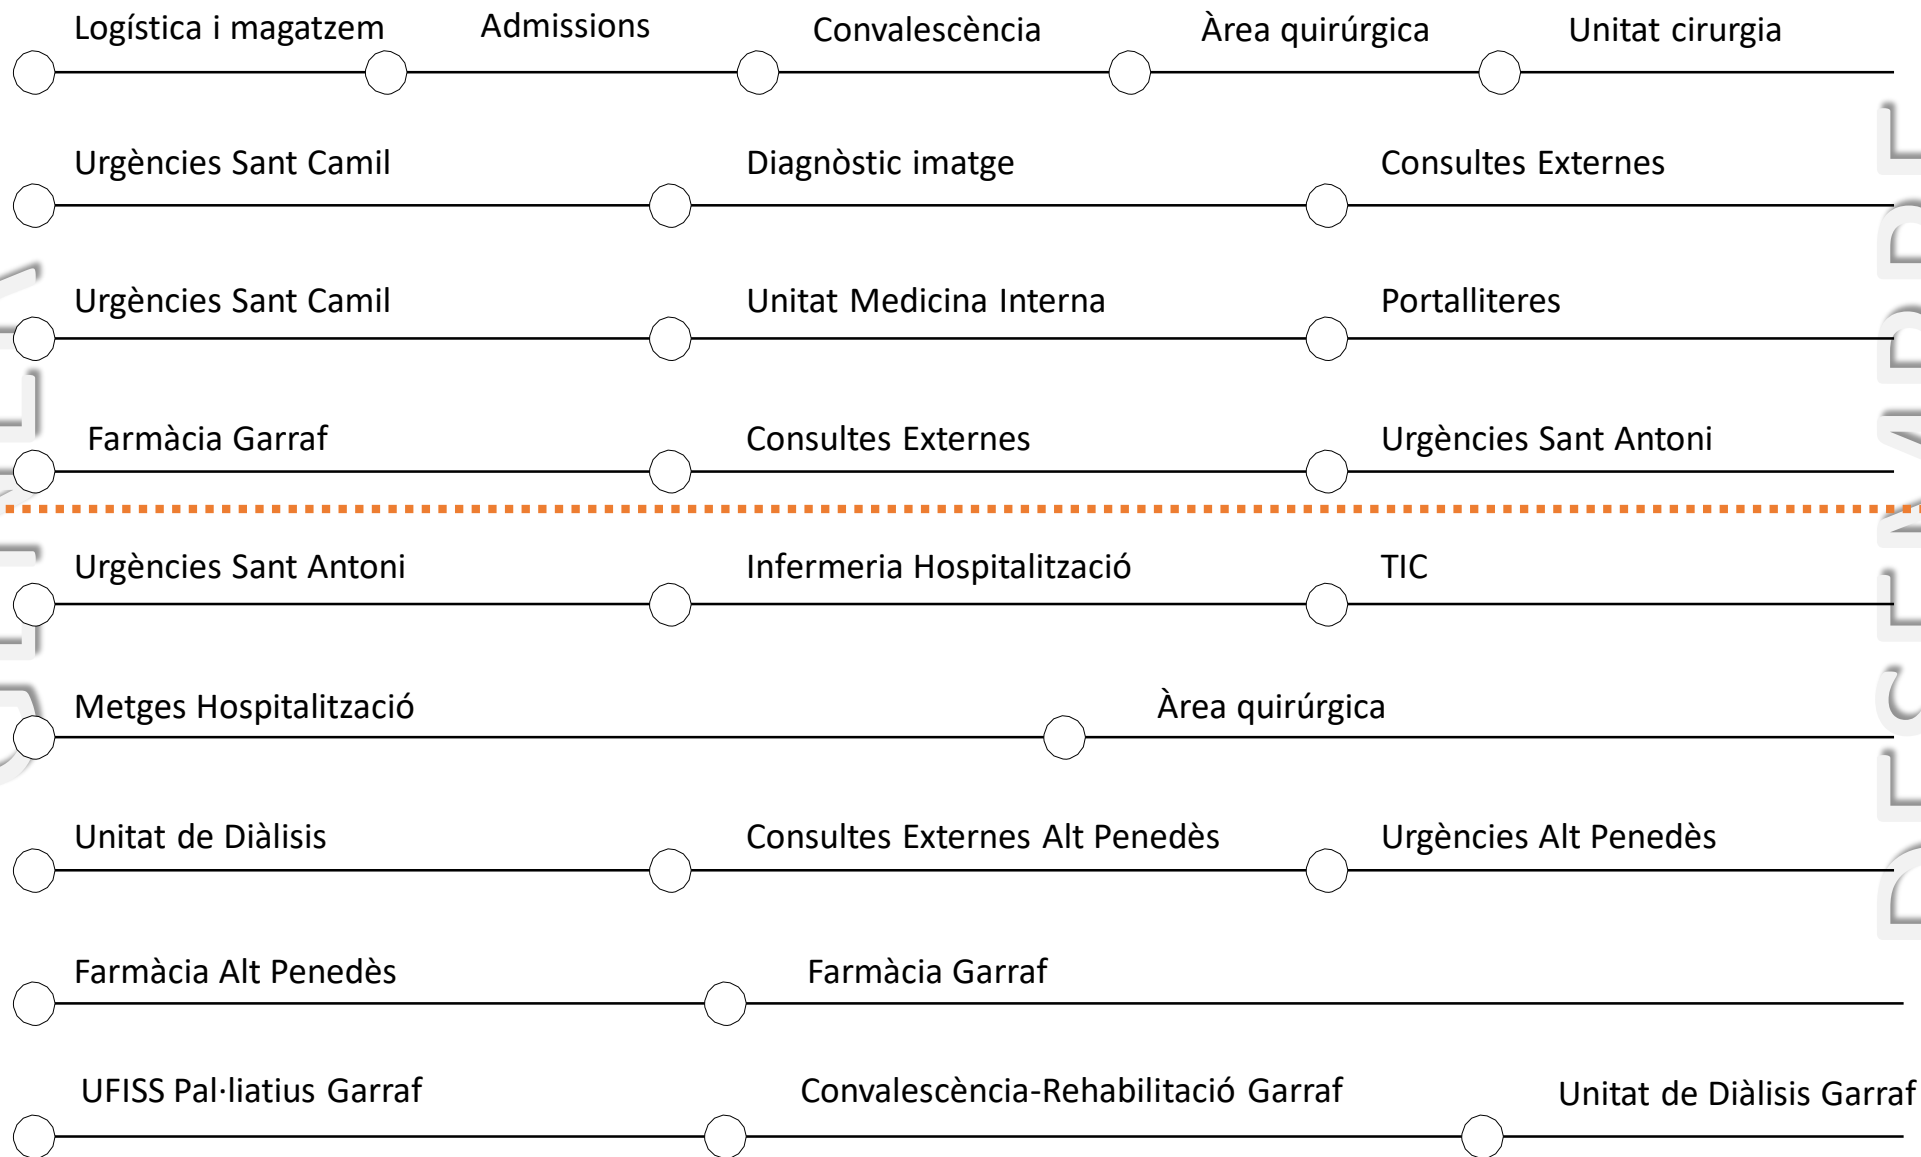 Logística i magatzem Admissions Convalescència Àrea quirúrgica Unitat cirurgia
Urgències Sant Camil Diagnòstic imatge Consultes Externes
Urgències Sant Camil Unitat Medicina Interna Portalliteres
Farmàcia Garraf Consultes Externes Urgències Sant Antoni
Urgències Sant Antoni Infermeria Hospitalització TIC
Metges Hospitalització Àrea quirúrgica
Unitat de Diàlisis Consultes Externes Alt Penedès Urgències Alt Penedès
Farmàcia Alt Penedès Farmàcia Garraf
UFISS Pal·liatius Garraf Convalescència-Rehabilitació Garraf Unitat de Diàlisis Garraf
DESEMBRE